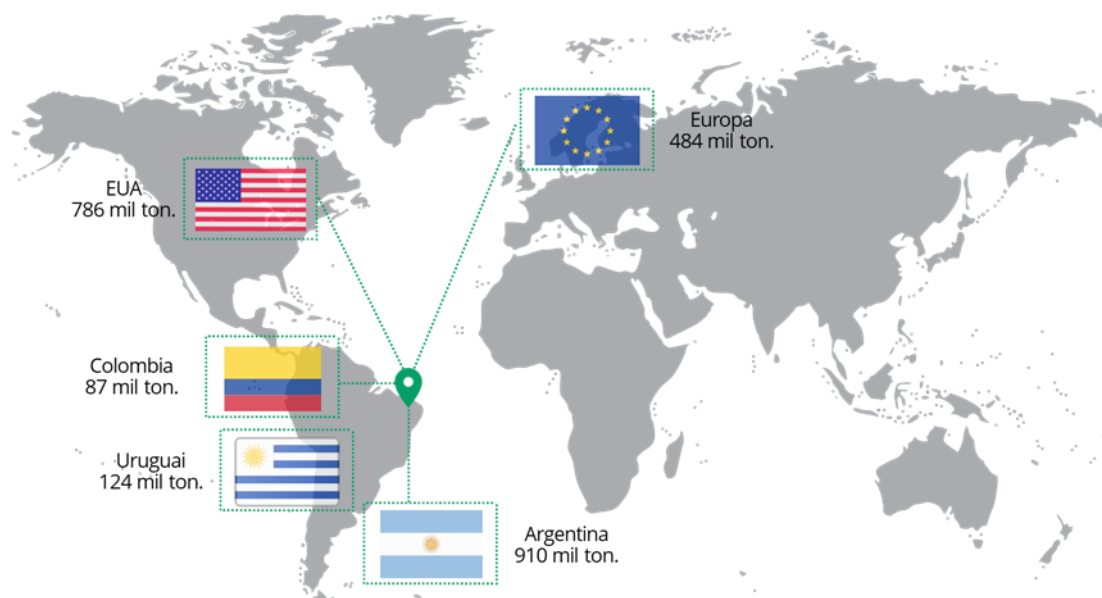 Europa
484 mil ton.
EUA
786 mil ton.
Colombia
87 mil ton.
Uruguai
124 mil ton.
Argentina
910 mil ton.